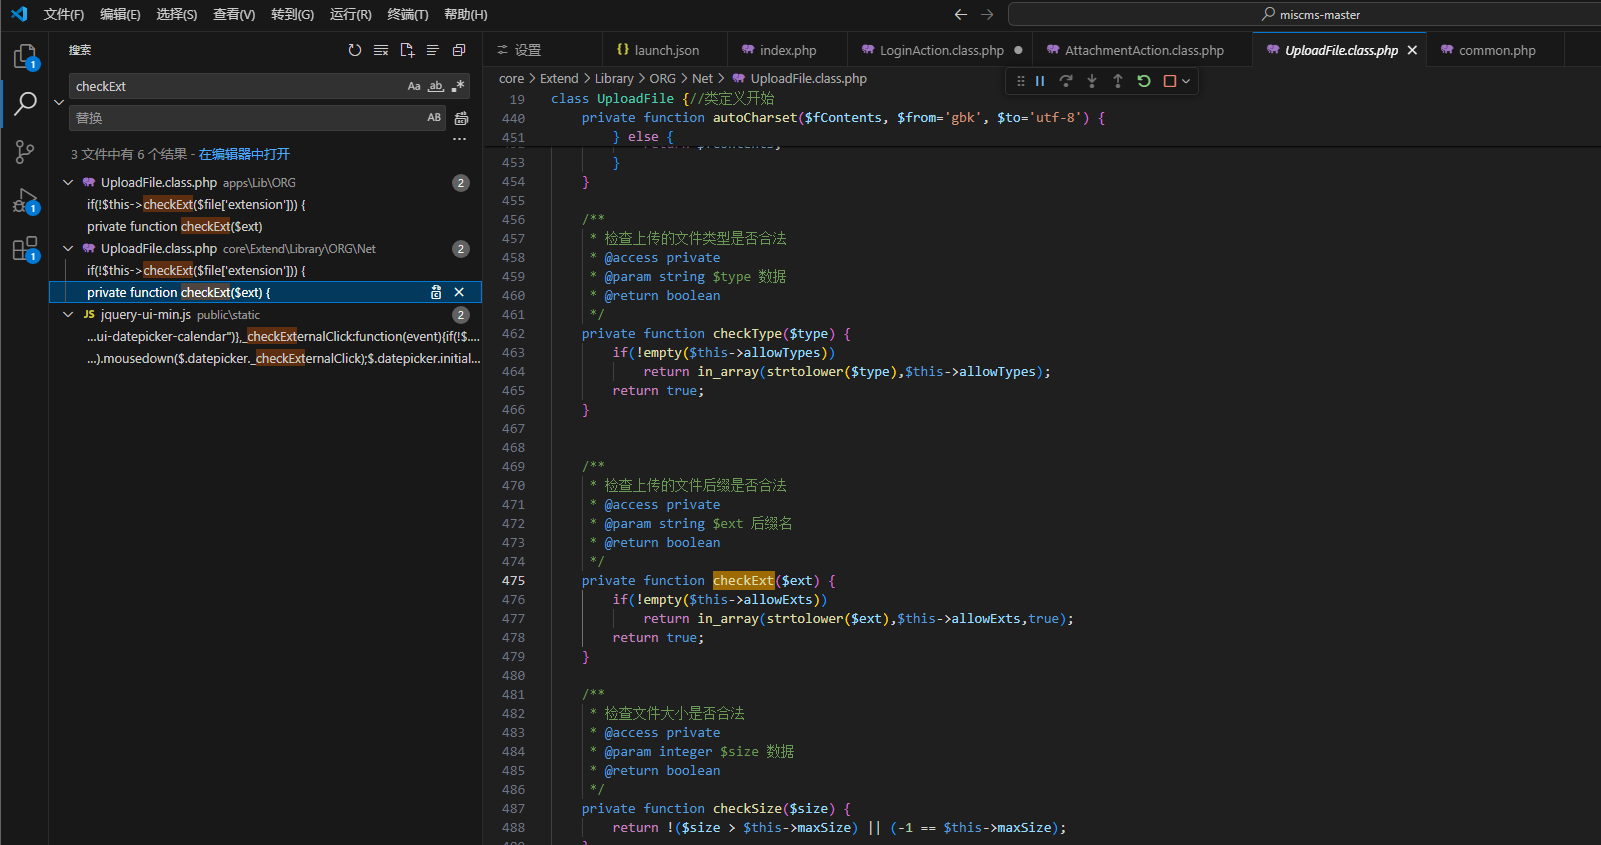 文件(F) 编辑(E) 选择(S) 查看(V) 转到(G) 运行(R) 终端(T) 帮助(H)
miscms-master
搜索
checkExt
Aa ab
替换
AB
3 文件中有 6 个结果 - 在编辑器中打开
UploadFile.class.php apps\Lib\ORG 2
if(!$this->checkExt($file['extension'])) {
private function checkExt($ext)
UploadFile.class.php core\Extend\Library\ORG\Net 2
if(!$this->checkExt($file['extension'])) {
private function checkExt($ext) {
JS jquery-ui-min.js public\static 2
...ui-datepicker-calendar")},_checkExternalClick:function(event){if(!$....
...).mousedown($.datepicker._checkExternalClick);$.datepicker.initial...
1
1
1
设置 launch.json index.php LoginAction.class.php AttachmentAction.class.php UploadFile.class.php common.php
core > Extend > Library > ORG > Net > UploadFile.class.php
19 class UploadFile {//类定义开始
440 private function autoCharset($fContents, $from='gbk', $to='utf-8') {
451 } else {
453 }
454 }
455
456 /**
457 * 检查上传的文件类型是否合法
458 * @access private
459 * @param string $type 数据
460 * @return boolean
461 */
462 private function checkType($type) {
463 if(!empty($this->allowTypes))
464 return in_array(strtolower($type),$this->allowTypes);
465 return true;
466 }
467
468
469 /**
470 * 检查上传的文件后缀是否合法
471 * @access private
472 * @param string $ext 后缀名
473 * @return boolean
474 */
475 private function checkExt($ext) {
476 if(!empty($this->allowExts))
477 return in_array(strtolower($ext),$this->allowExts,true);
478 return true;
479 }
480
481 /**
482 * 检查文件大小是否合法
483 * @access private
484 * @param integer $size 数据
485 * @return boolean
486 */
487 private function checkSize($size) {
488 return !($size > $this->maxSize) || (-1 == $this->maxSize);